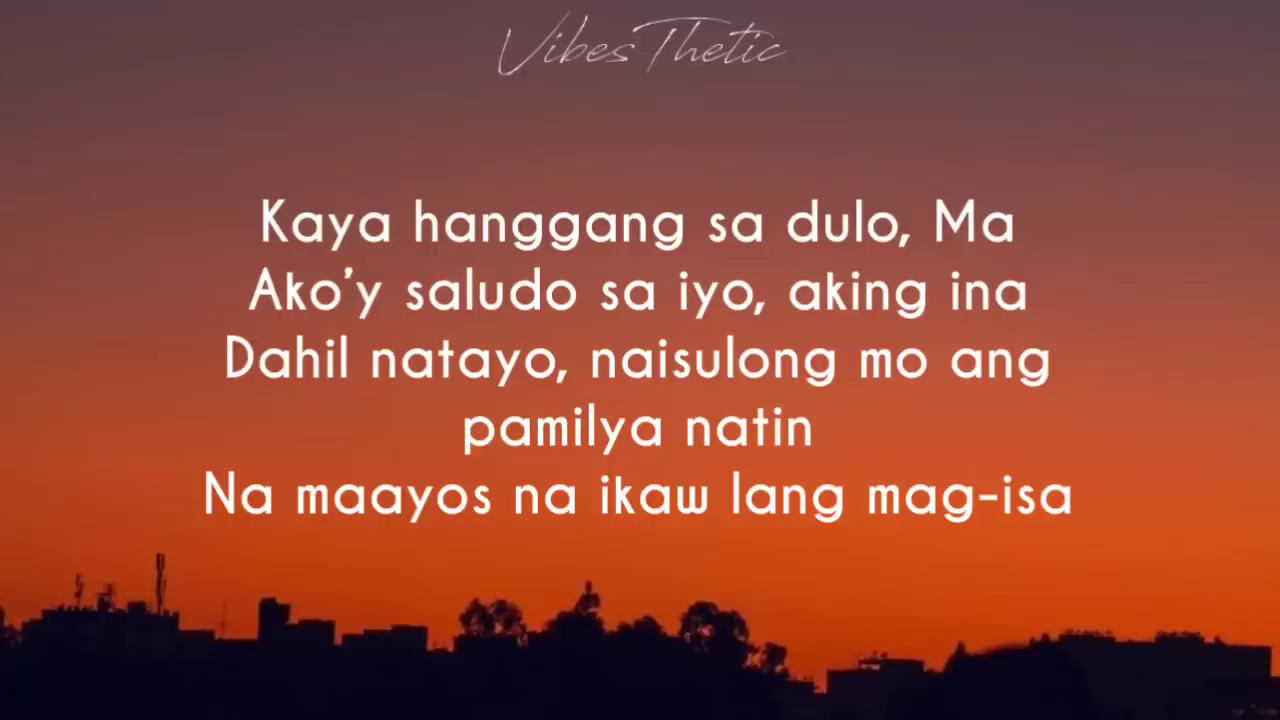 VibesThetic
Kaya hanggang sa dulo, Ma
Ako'y saludo sa iyo, aking ina
Dahil natayo, naisulong mo ang
pamilya natin
Na maayos na ikaw lang mag-isa